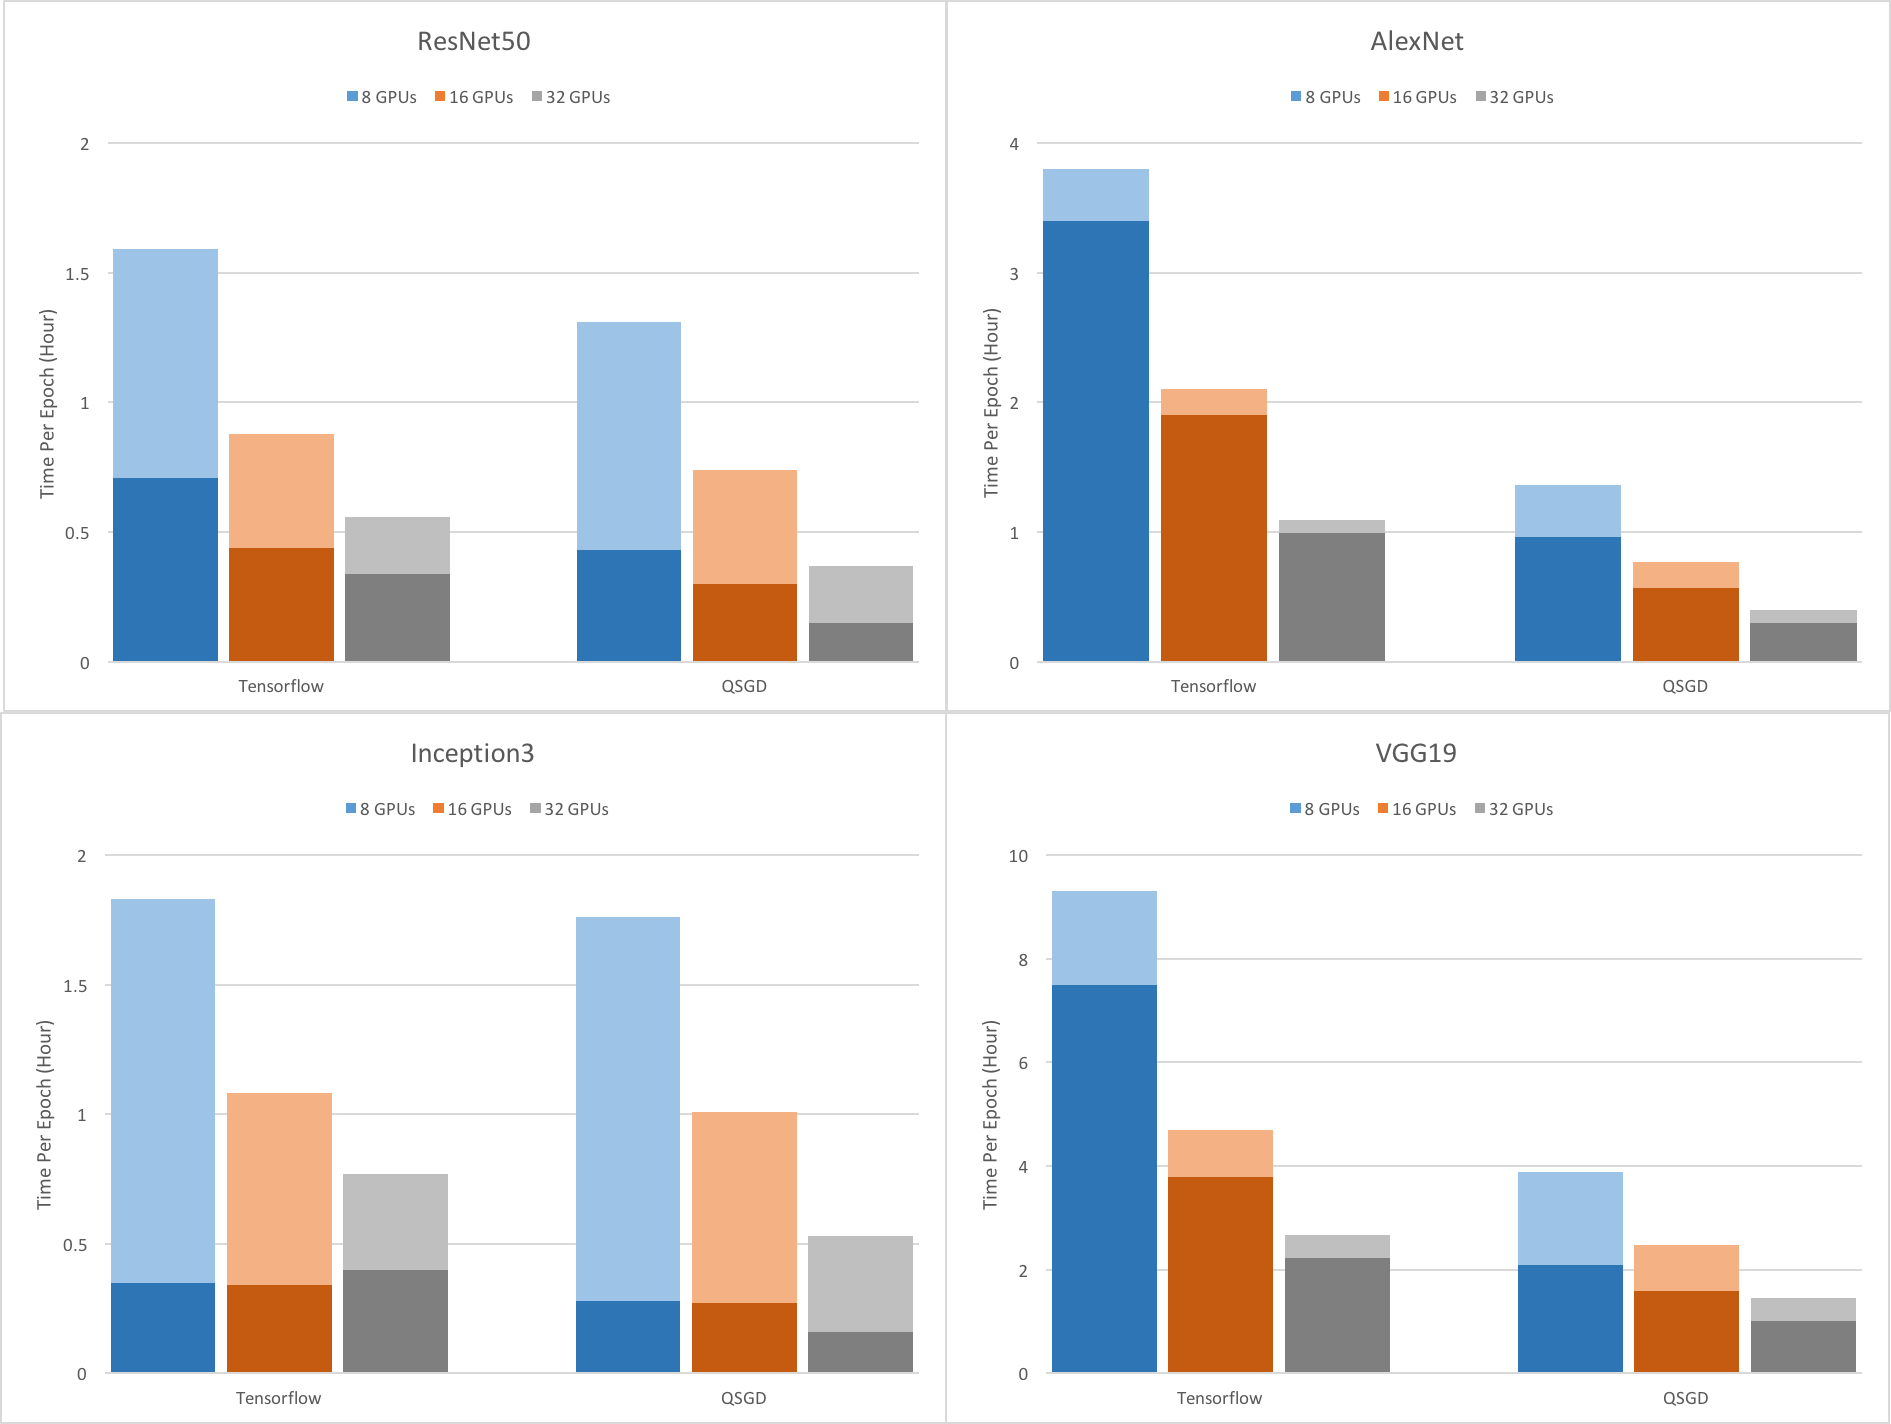 ResNet50
8 GPUs 16 GPUs 32 GPUs
2
1.5
1
0.5
0
Time Per Epoch (Hour)
Tensorflow QSGD
AlexNet
8 GPUs 16 GPUs 32 GPUs
4
3
2
1
0
Time Per Epoch (Hour)
Tensorflow QSGD
Inception3
8 GPUs 16 GPUs 32 GPUs
2
1.5
1
0.5
0
Time Per Epoch (Hour)
Tensorflow QSGD
VGG19
8 GPUs 16 GPUs 32 GPUs
10
8
6
4
2
0
Time Per Epoch (Hour)
Tensorflow QSGD